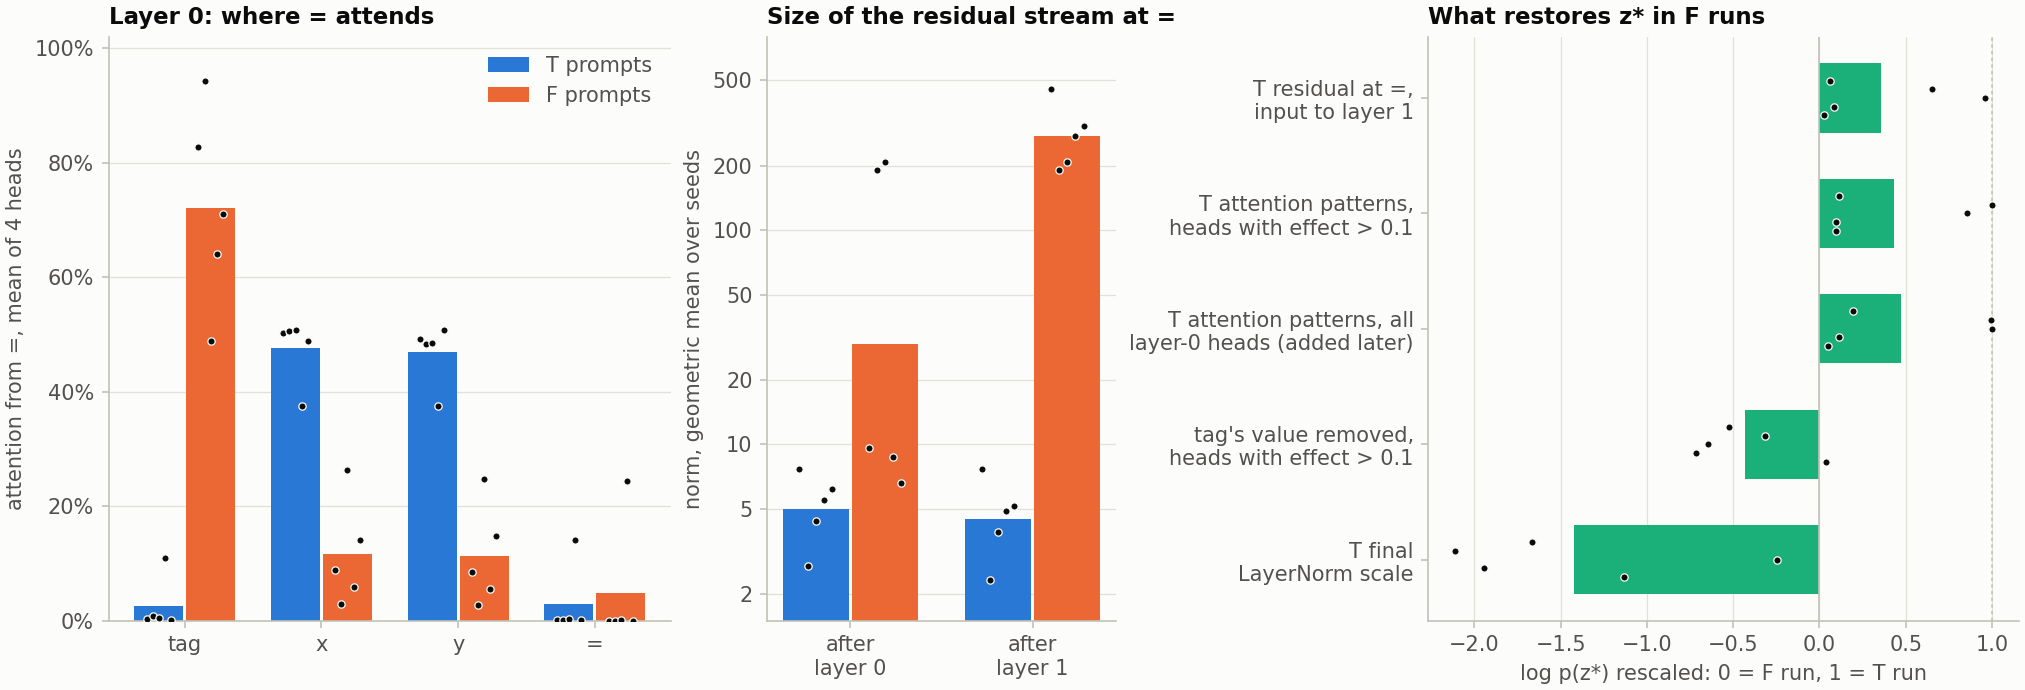 Layer 0: where = attends
attention from =, mean of 4 heads
100%
80%
60%
40%
20%
0%
T prompts
F prompts
tag
x
y
=
Size of the residual stream at =
norm, geometric mean over seeds
500
200
100
50
20
10
5
2
after
layer 0
after
layer 1
What restores z* in F runs
T residual at =,
input to layer 1
T attention patterns,
heads with effect > 0.1
T attention patterns, all
layer-0 heads (added later)
tag's value removed,
heads with effect > 0.1
T final
LayerNorm scale
−2.0
−1.5
−1.0
−0.5
0.0
0.5
1.0
log p(z*) rescaled: 0 = F run, 1 = T run